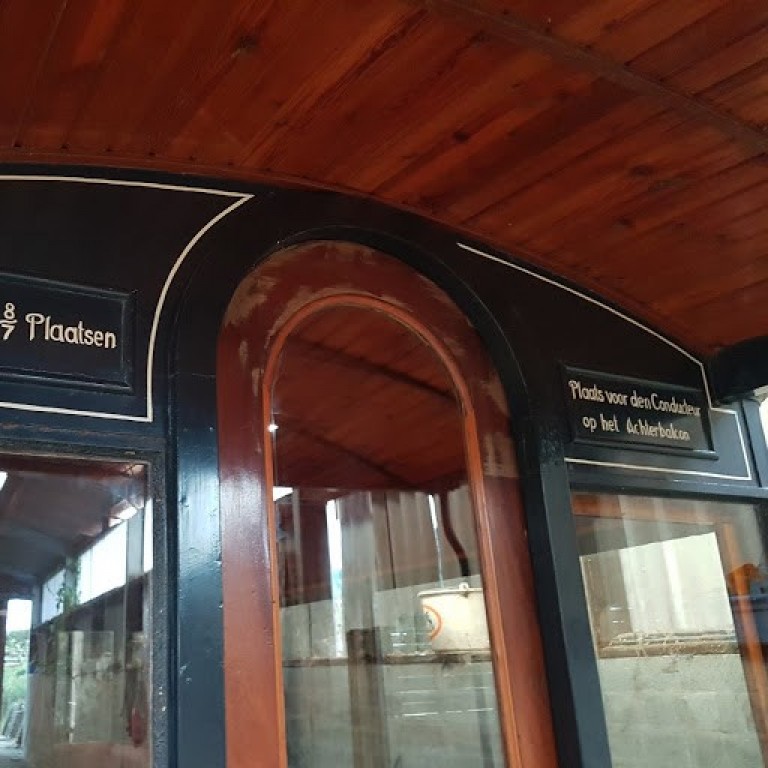 8/7 Plaatsen
Plaats voor den Conducteur
op het Achterbalcon